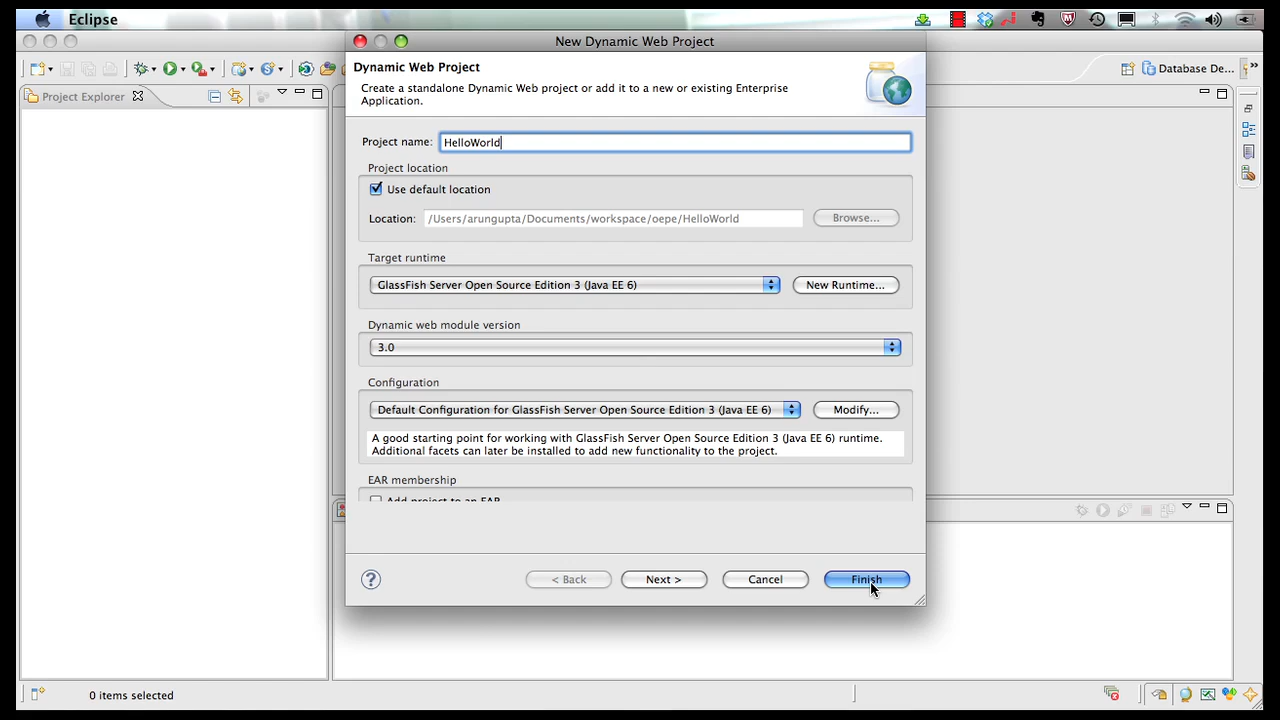 Eclipse
New Dynamic Web Project
Dynamic Web Project
Create a standalone Dynamic Web project or add it to a new or existing Enterprise
Application.
Database De...
Project Explorer
Project name: HelloWorld
Project location
Use default location
Location: /Users/arungupta/Documents/workspace/oepe/HelloWorld Browse...
Target runtime
GlassFish Server Open Source Edition 3 (Java EE 6) New Runtime...
Dynamic web module version
3.0
Configuration
Default Configuration for GlassFish Server Open Source Edition 3 (Java EE 6) Modify...
A good starting point for working with GlassFish Server Open Source Edition 3 (Java EE 6) runtime.
Additional facets can later be installed to add new functionality to the project.
EAR membership
Add project to an EAR
? < Back Next > Cancel Finish
0 items selected